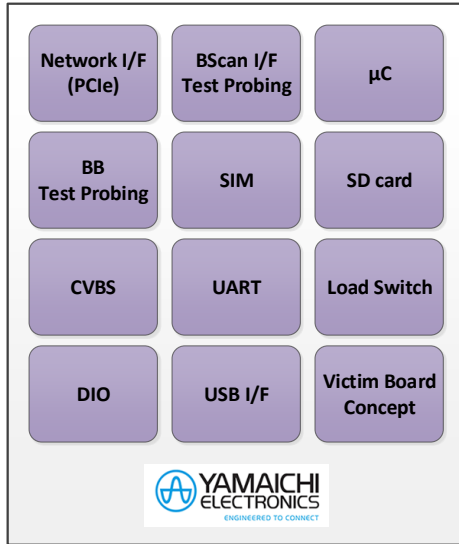 Network I/F
(PCIe)
BScan I/F
Test Probing
µC
BB
Test Probing
SIM
SD card
CVBS
UART
Load Switch
DIO
USB I/F
Victim Board
Concept
YAMAICHI
ELECTRONICS
ENGINEERED TO CONNECT